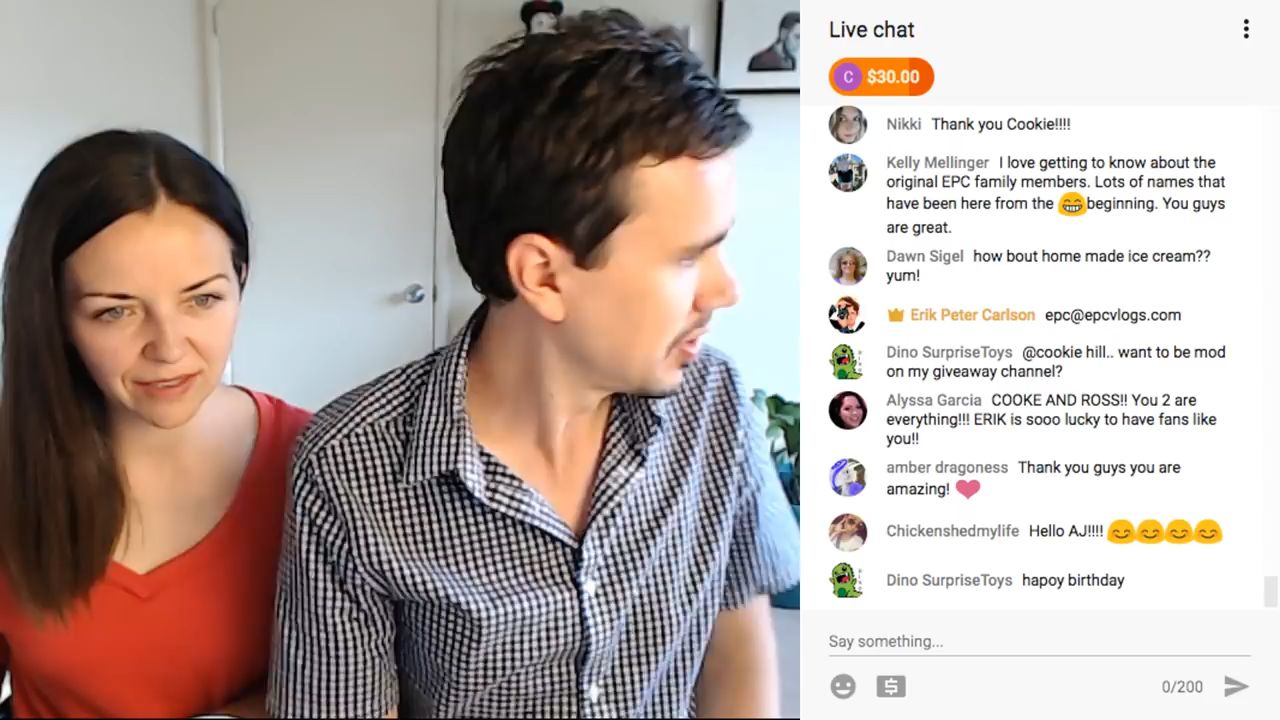 Live chat
C $30.00
Nikki Thank you Cookie!!!!
Kelly Mellinger I love getting to know about the
original EPC family members. Lots of names that
have been here from the 😁beginning. You guys
are great.
Dawn Sigel how bout home made ice cream??
yum!
Erik Peter Carlson epc@epcvlogs.com
Dino SurpriseToys @cookie hill.. want to be mod
on my giveaway channel?
Alyssa Garcia COOKE AND ROSS!! You 2 are
everything!!! ERIK is sooo lucky to have fans like
you!!
amber dragoness Thank you guys you are
amazing! ❤
Chickenshedmylife Hello AJ!!!! 😊😊😊😊
Dino SurpriseToys hapoy birthday
Say something...
$ 0/200